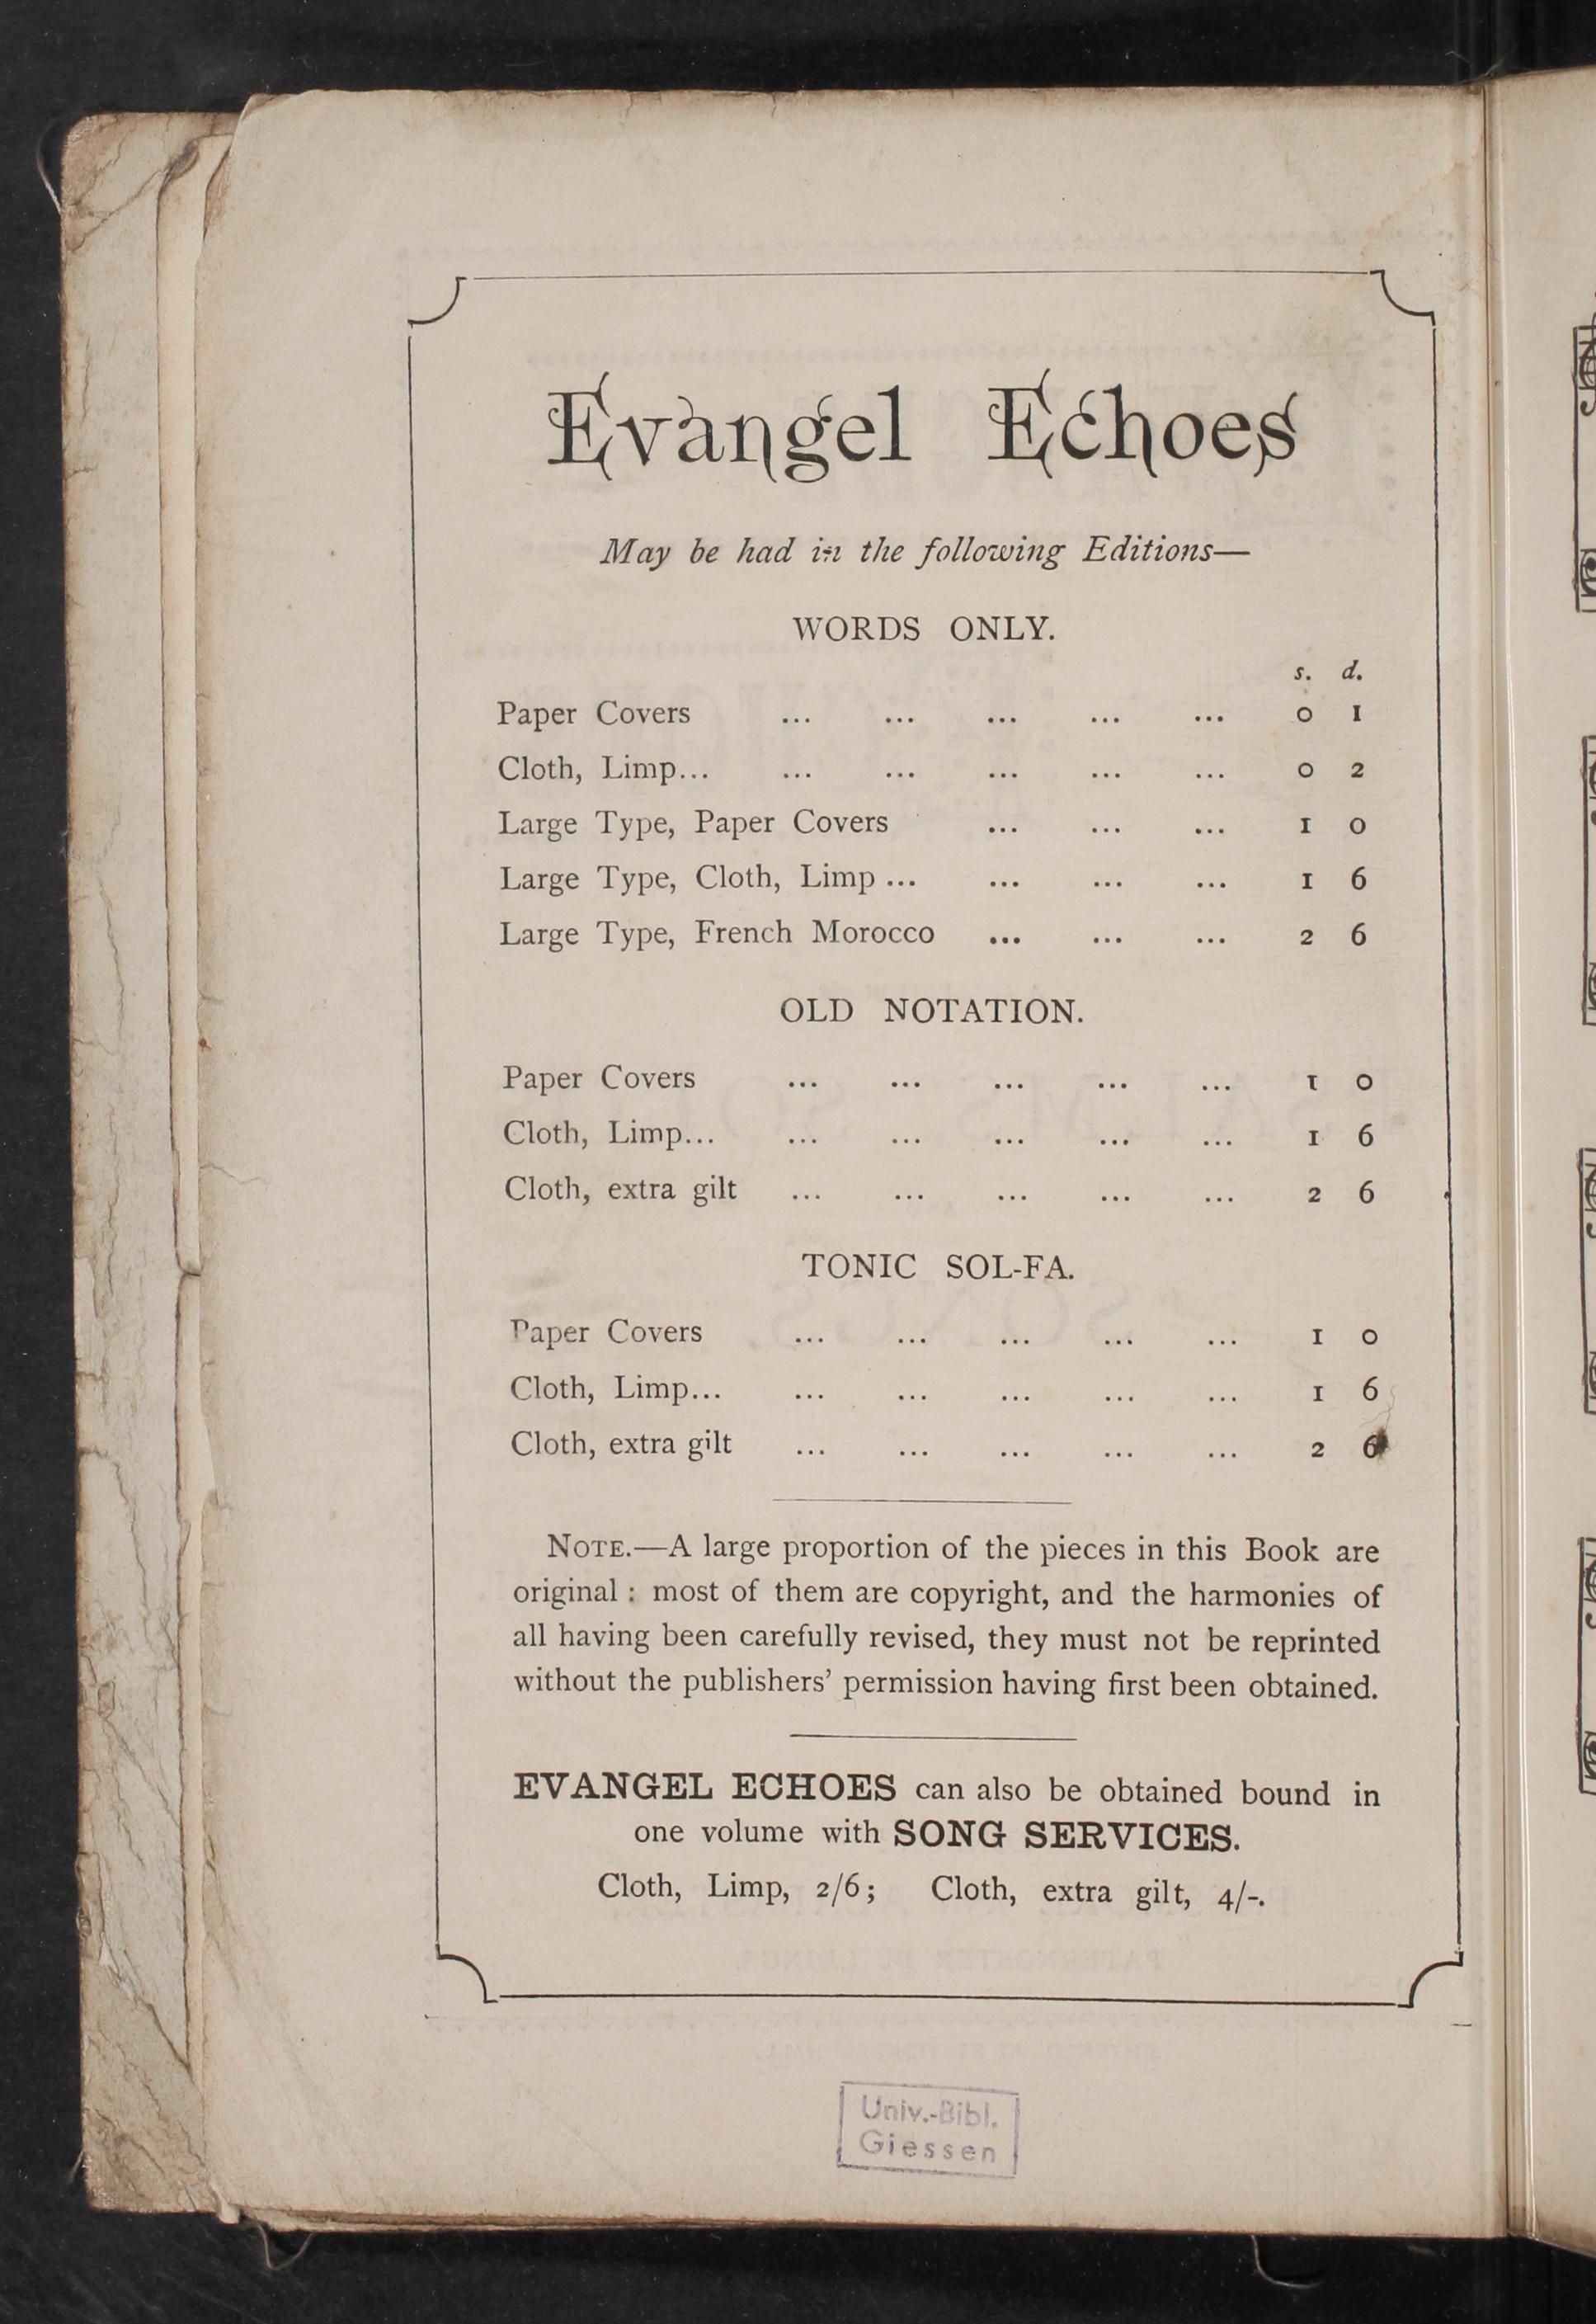 Evangel Echoes
May be had in the following Editions—
WORDS ONLY.
s. d.
Paper Covers ... ... ... ... ... 0 1
Cloth, Limp... ... ... ... ... ... 0 2
Large Type, Paper Covers ... ... ... 1 0
Large Type, Cloth, Limp ... ... ... ... 1 6
Large Type, French Morocco ... ... ... 2 6
OLD NOTATION.
Paper Covers ... ... ... ... ... 1 0
Cloth, Limp... ... ... ... ... ... 1 6
Cloth, extra gilt ... ... ... ... ... 2 6
TONIC SOL-FA.
Paper Covers ... ... ... ... ... 1 0
Cloth, Limp... ... ... ... ... ... 1 6
Cloth, extra gilt ... ... ... ... ... 2 6
NOTE.—A large proportion of the pieces in this Book are
original : most of them are copyright, and the harmonies of
all having been carefully revised, they must not be reprinted
without the publishers' permission having first been obtained.
EVANGEL ECHOES can also be obtained bound in
one volume with SONG SERVICES.
Cloth, Limp, 2/6; Cloth, extra gilt, 4/-.
Univ.-Bibl.
Giessen